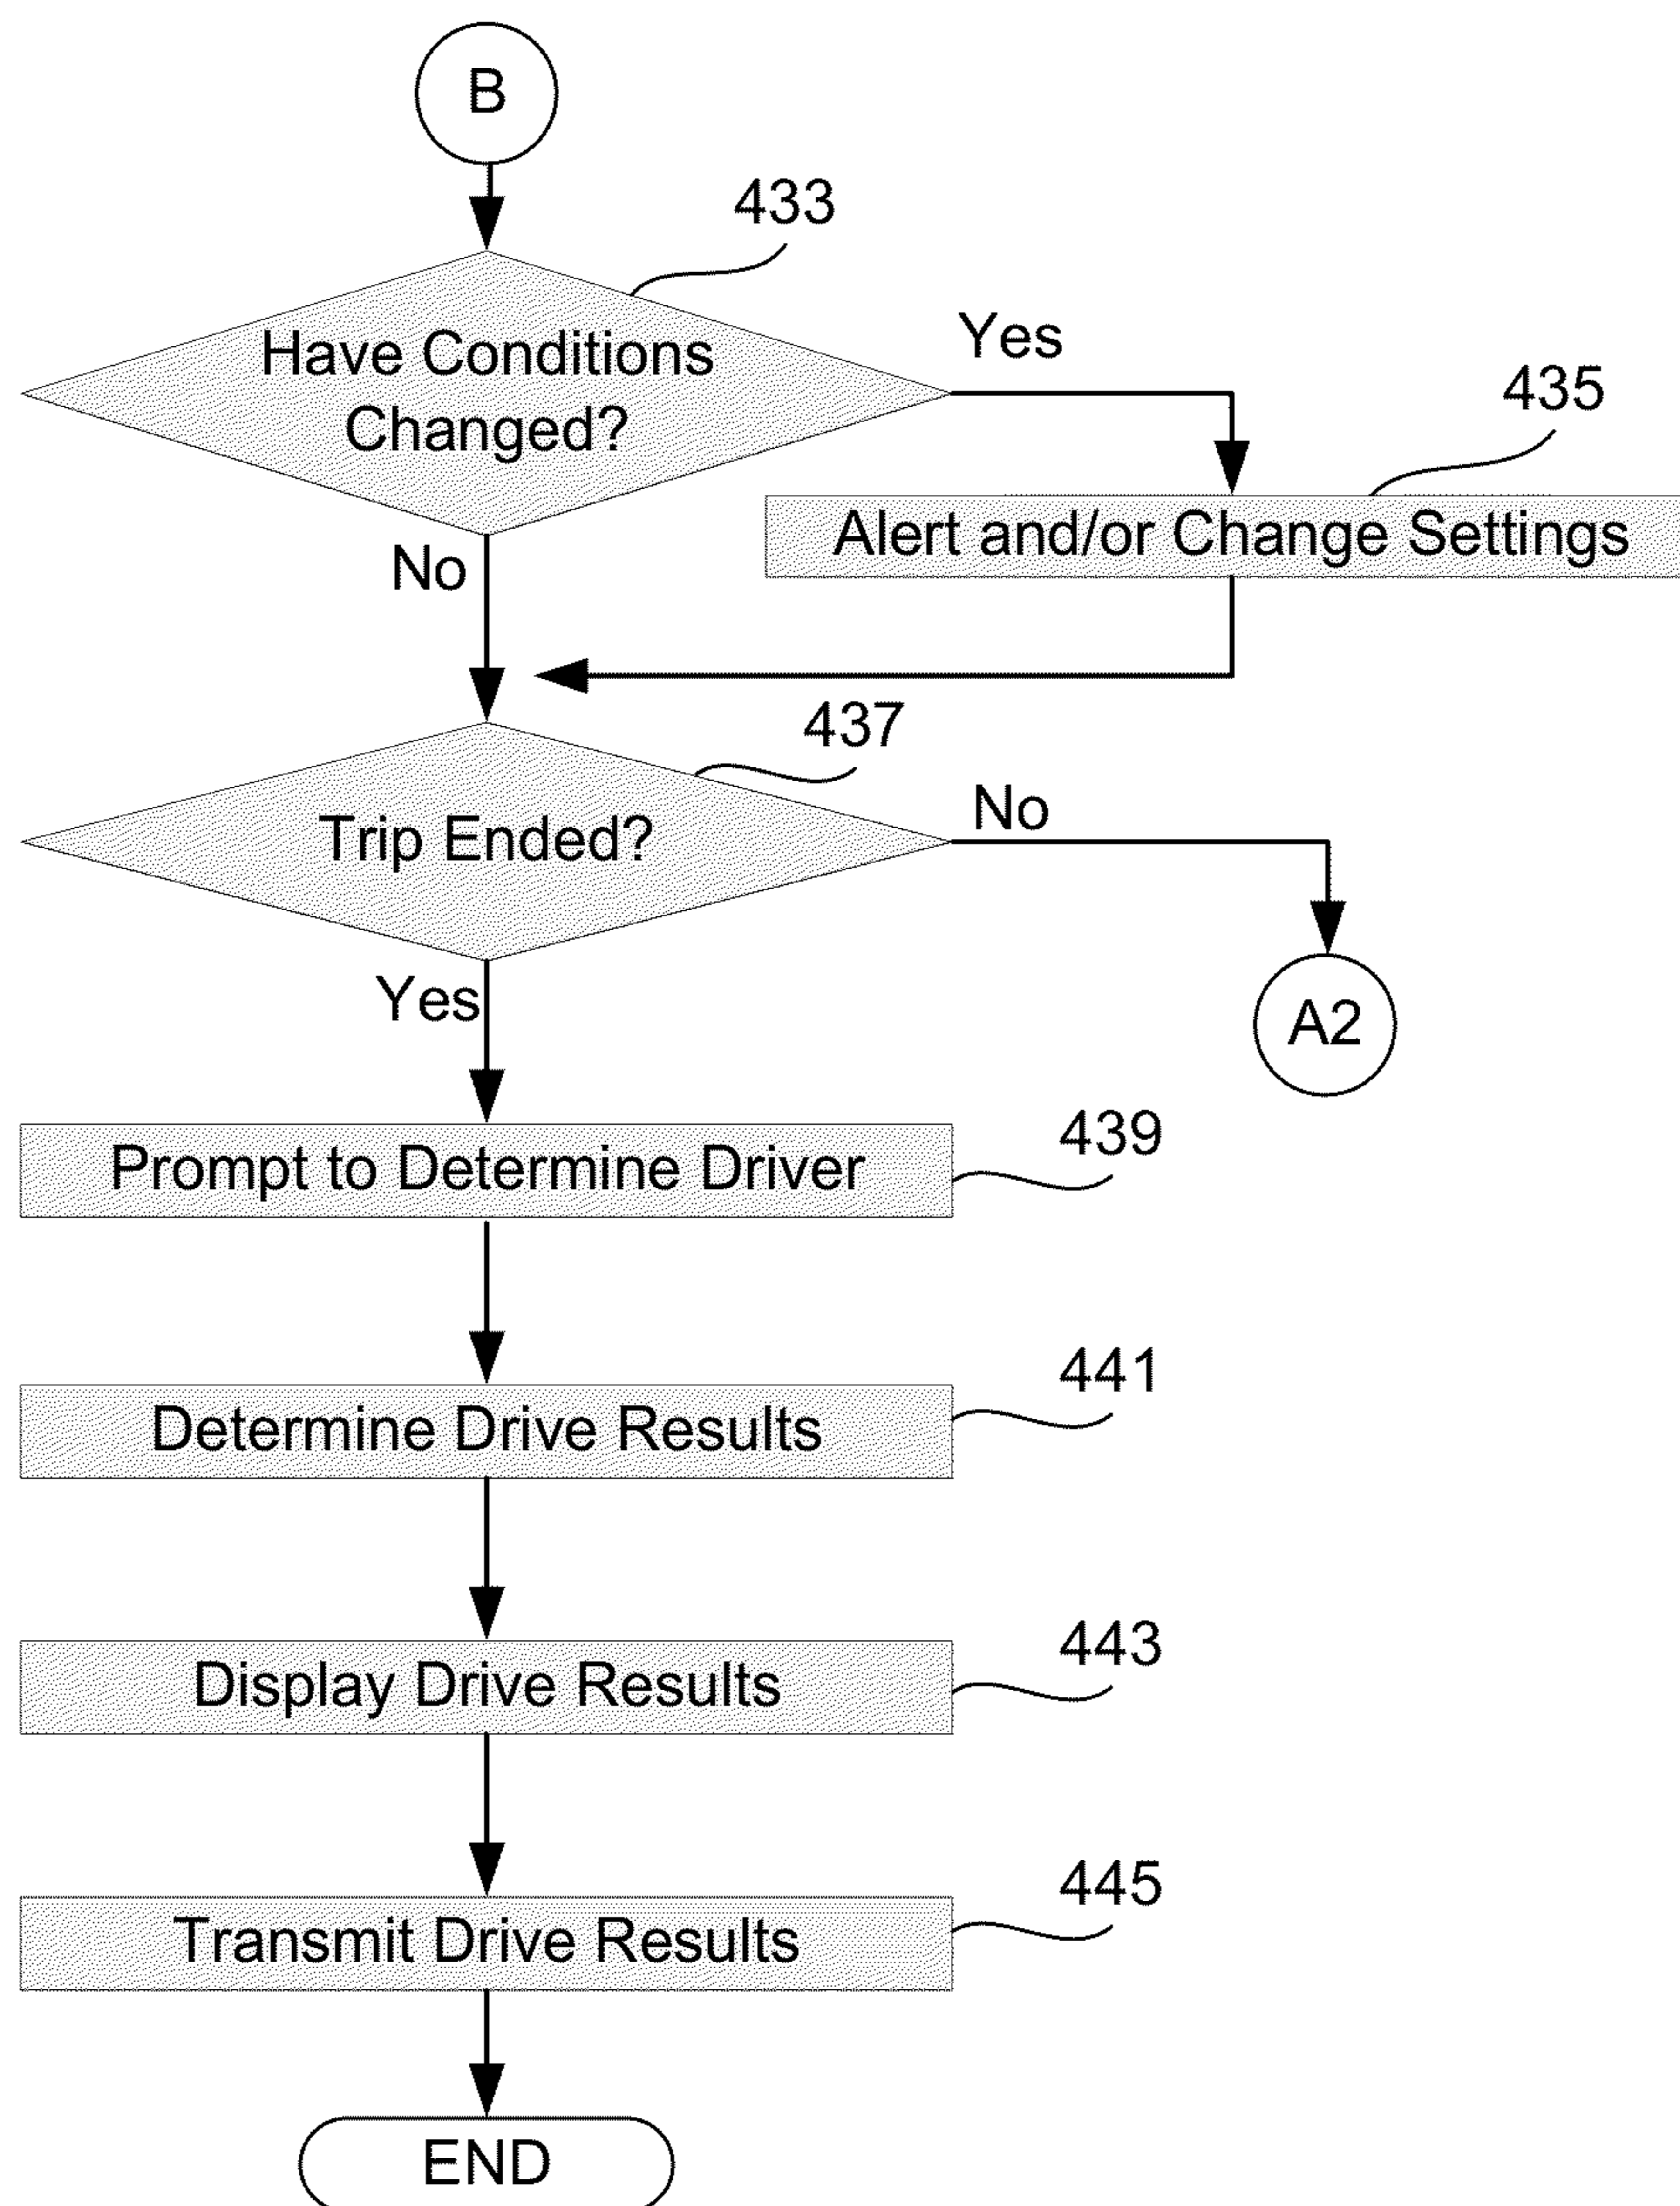 B
433
Have Conditions
Changed?
Yes
435
Alert and/or Change Settings
No
437
Trip Ended?
No
A2
Yes
439
Prompt to Determine Driver
441
Determine Drive Results
443
Display Drive Results
445
Transmit Drive Results
END